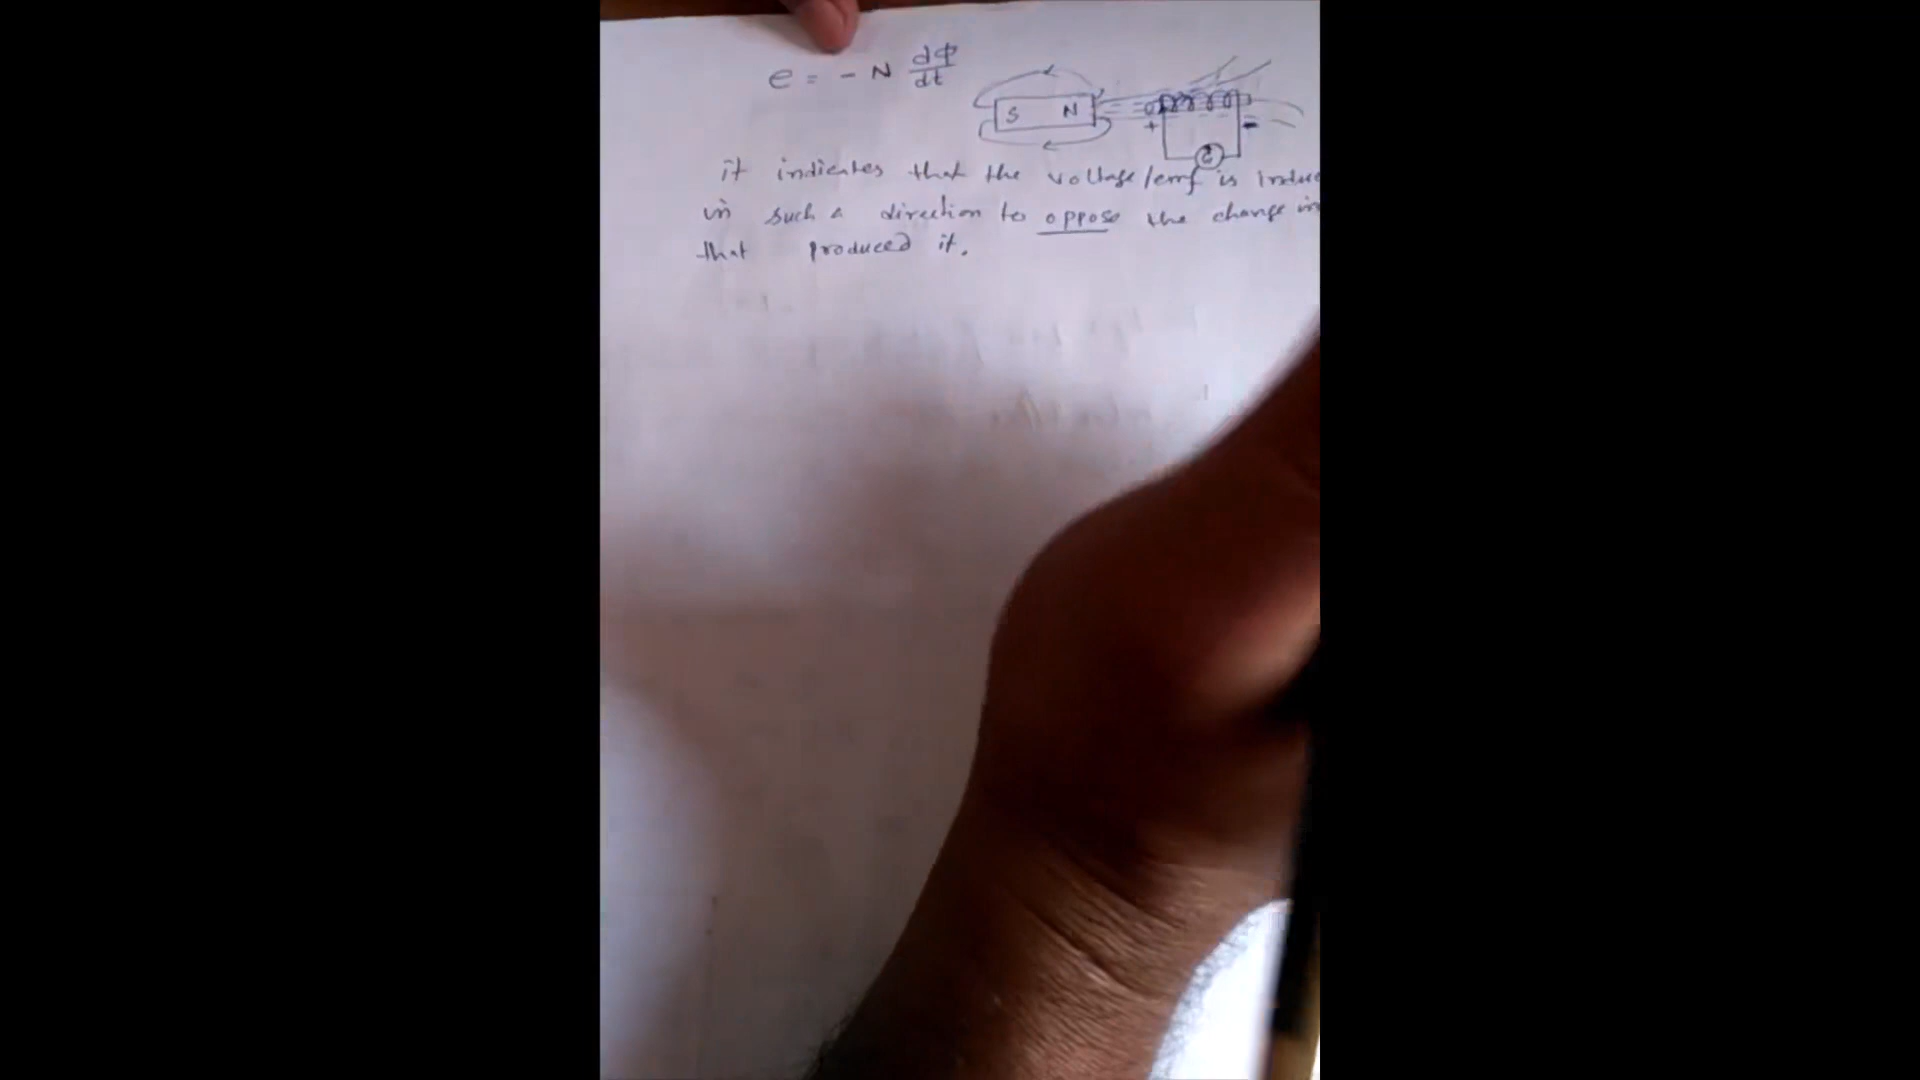 e = - N dΦ/dt
S N
+ -
G
it indicates that the voltage/emf is induc
in such a direction to oppose the change in
that produced it.